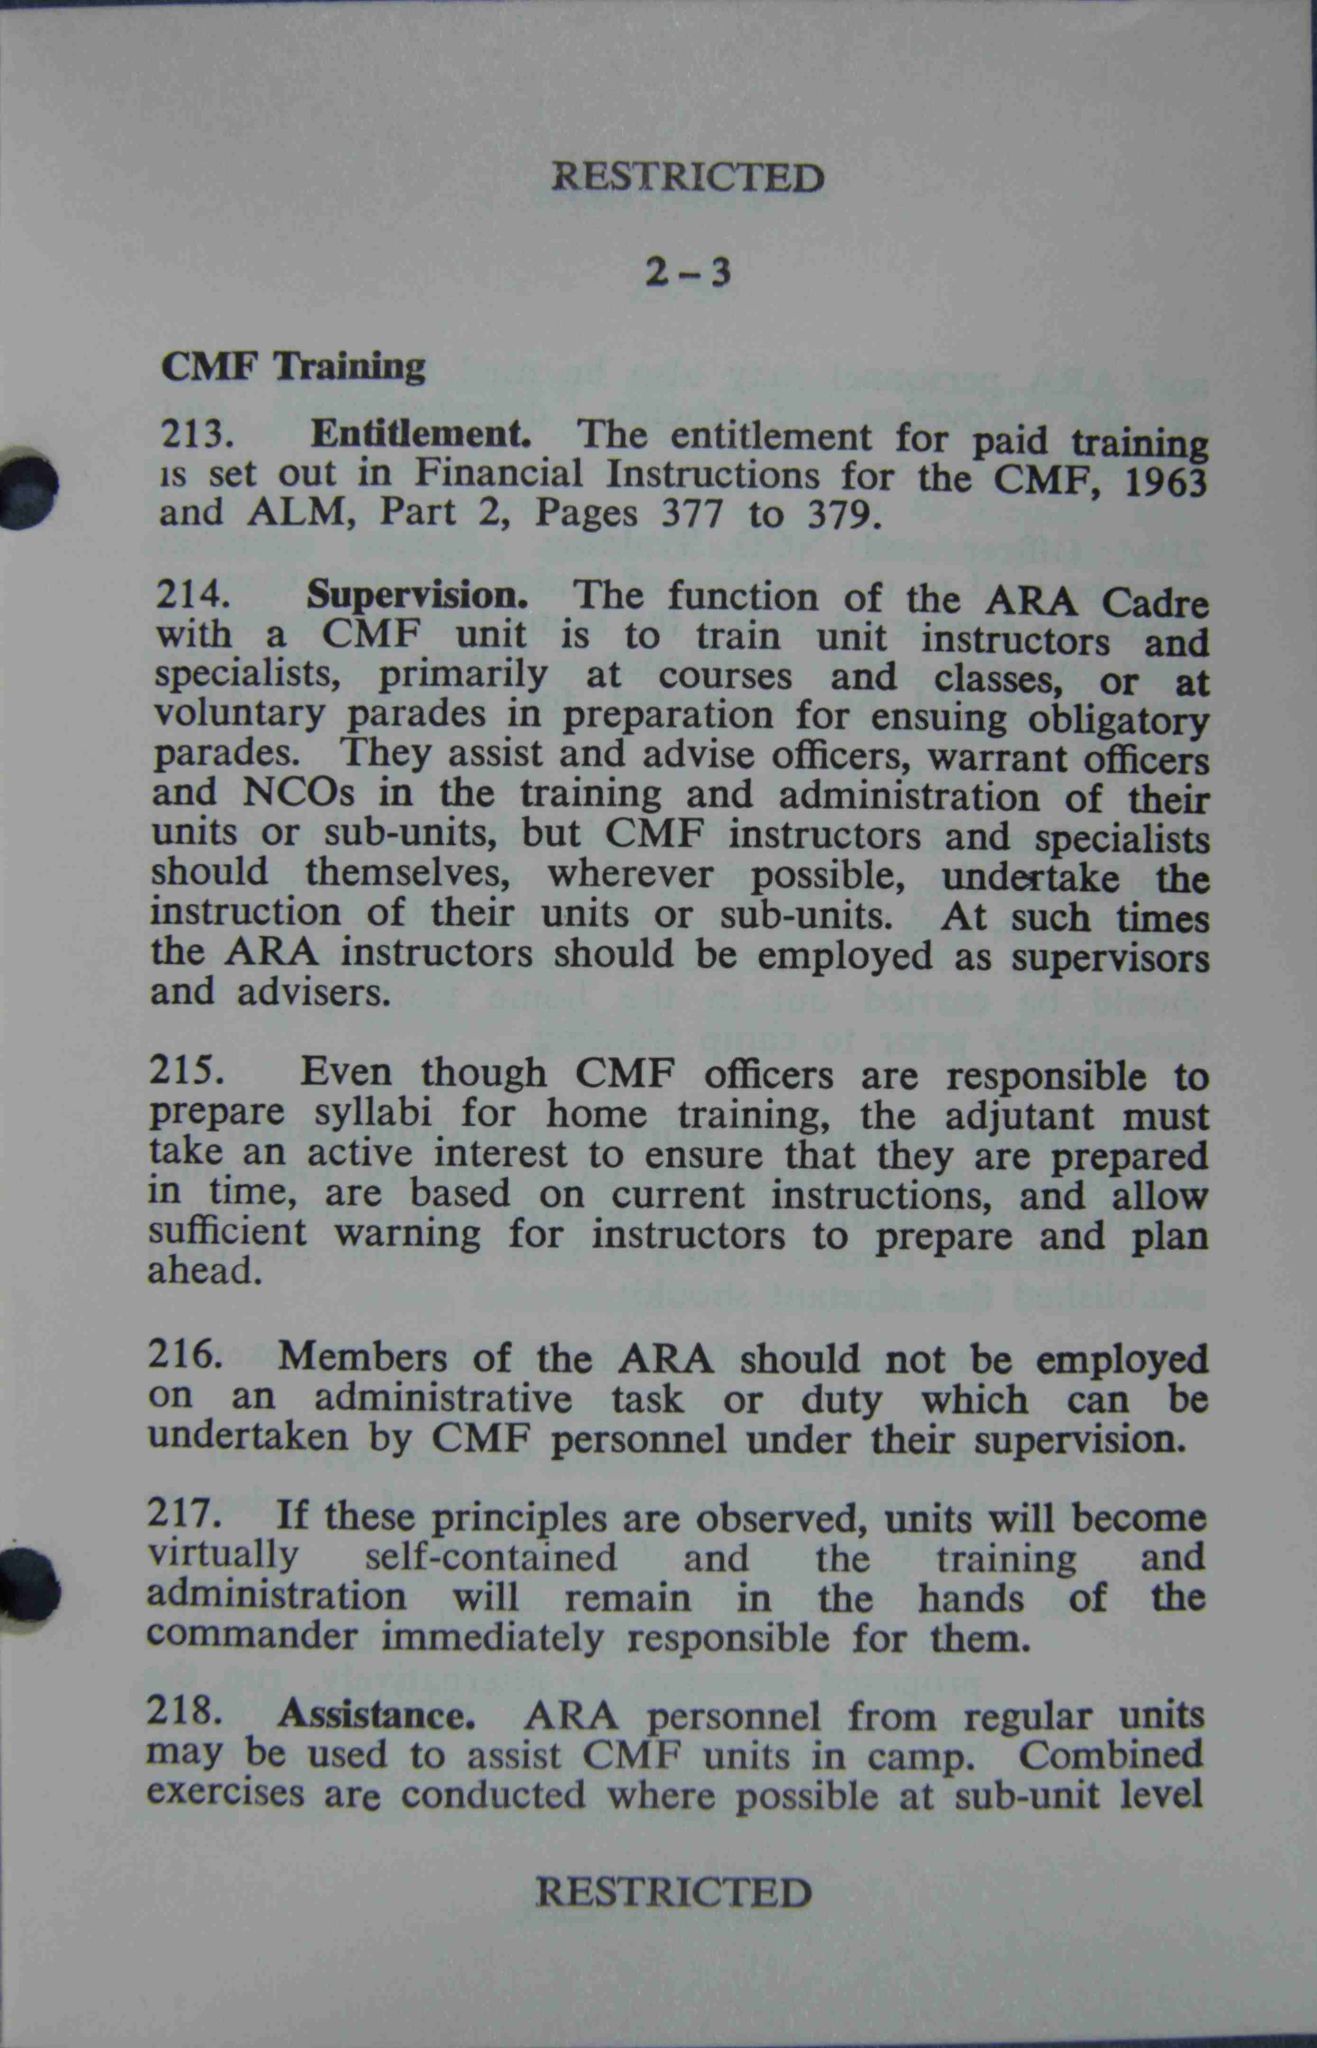 RESTRICTED
2 – 3
CMF Training
213. Entitlement. The entitlement for paid training
is set out in Financial Instructions for the CMF, 1963
and ALM, Part 2, Pages 377 to 379.
214. Supervision. The function of the ARA Cadre
with a CMF unit is to train unit instructors and
specialists, primarily at courses and classes, or at
voluntary parades in preparation for ensuing obligatory
parades. They assist and advise officers, warrant officers
and NCOs in the training and administration of their
units or sub-units, but CMF instructors and specialists
should themselves, wherever possible, undertake the
instruction of their units or sub-units. At such times
the ARA instructors should be employed as supervisors
and advisers.
215. Even though CMF officers are responsible to
prepare syllabi for home training, the adjutant must
take an active interest to ensure that they are prepared
in time, are based on current instructions, and allow
sufficient warning for instructors to prepare and plan
ahead.
216. Members of the ARA should not be employed
on an administrative task or duty which can be
undertaken by CMF personnel under their supervision.
217. If these principles are observed, units will become
virtually self-contained and the training and
administration will remain in the hands of the
commander immediately responsible for them.
218. Assistance. ARA personnel from regular units
may be used to assist CMF units in camp. Combined
exercises are conducted where possible at sub-unit level
RESTRICTED